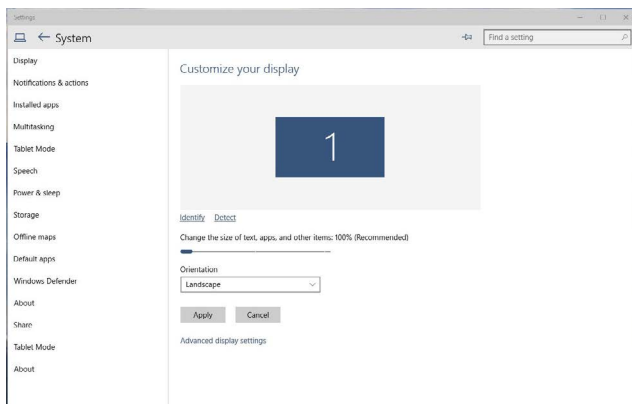 Settings
System
Find a setting
Display
Notifications & actions
Installed apps
Multitasking
Tablet Mode
Speech
Power & sleep
Storage
Offline maps
Default apps
Windows Defender
About
Share
Tablet Mode
About
Customize your display
1
Identify Detect
Change the size of text, apps, and other items: 100% (Recommended)
Orientation
Landscape
Apply Cancel
Advanced display settings